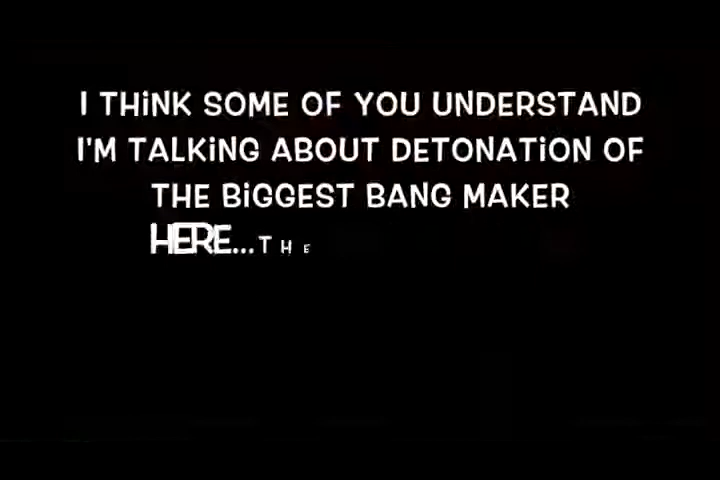 I THiNK SOME OF YOU UNDERSTAND
I'M TALKiNG ABOUT DETONATiON OF
THE BiGGEST BANG MAKER
HERE...THE